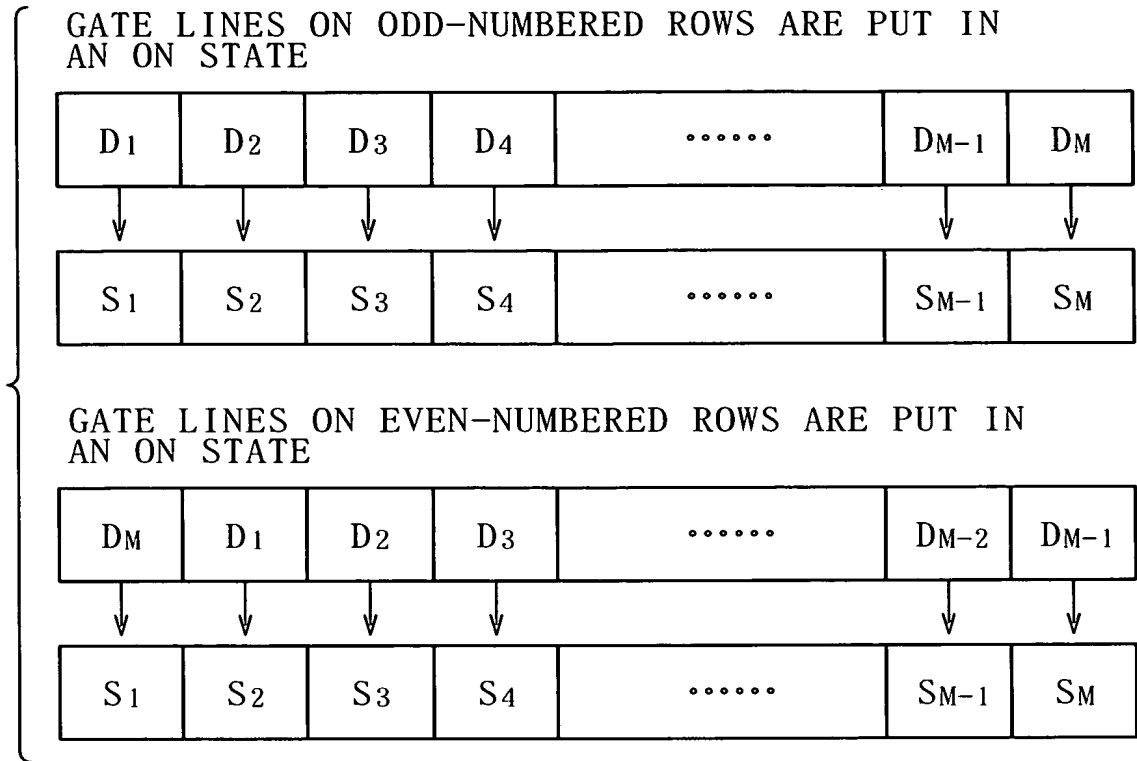 GATE LINES ON ODD-NUMBERED ROWS ARE PUT IN
AN ON STATE
D1 D2 D3 D4 ∘∘∘∘∘∘ DM-1 DM
S1 S2 S3 S4 ∘∘∘∘∘∘ SM-1 SM
GATE LINES ON EVEN-NUMBERED ROWS ARE PUT IN
AN ON STATE
DM D1 D2 D3 ∘∘∘∘∘∘ DM-2 DM-1
S1 S2 S3 S4 ∘∘∘∘∘∘ SM-1 SM